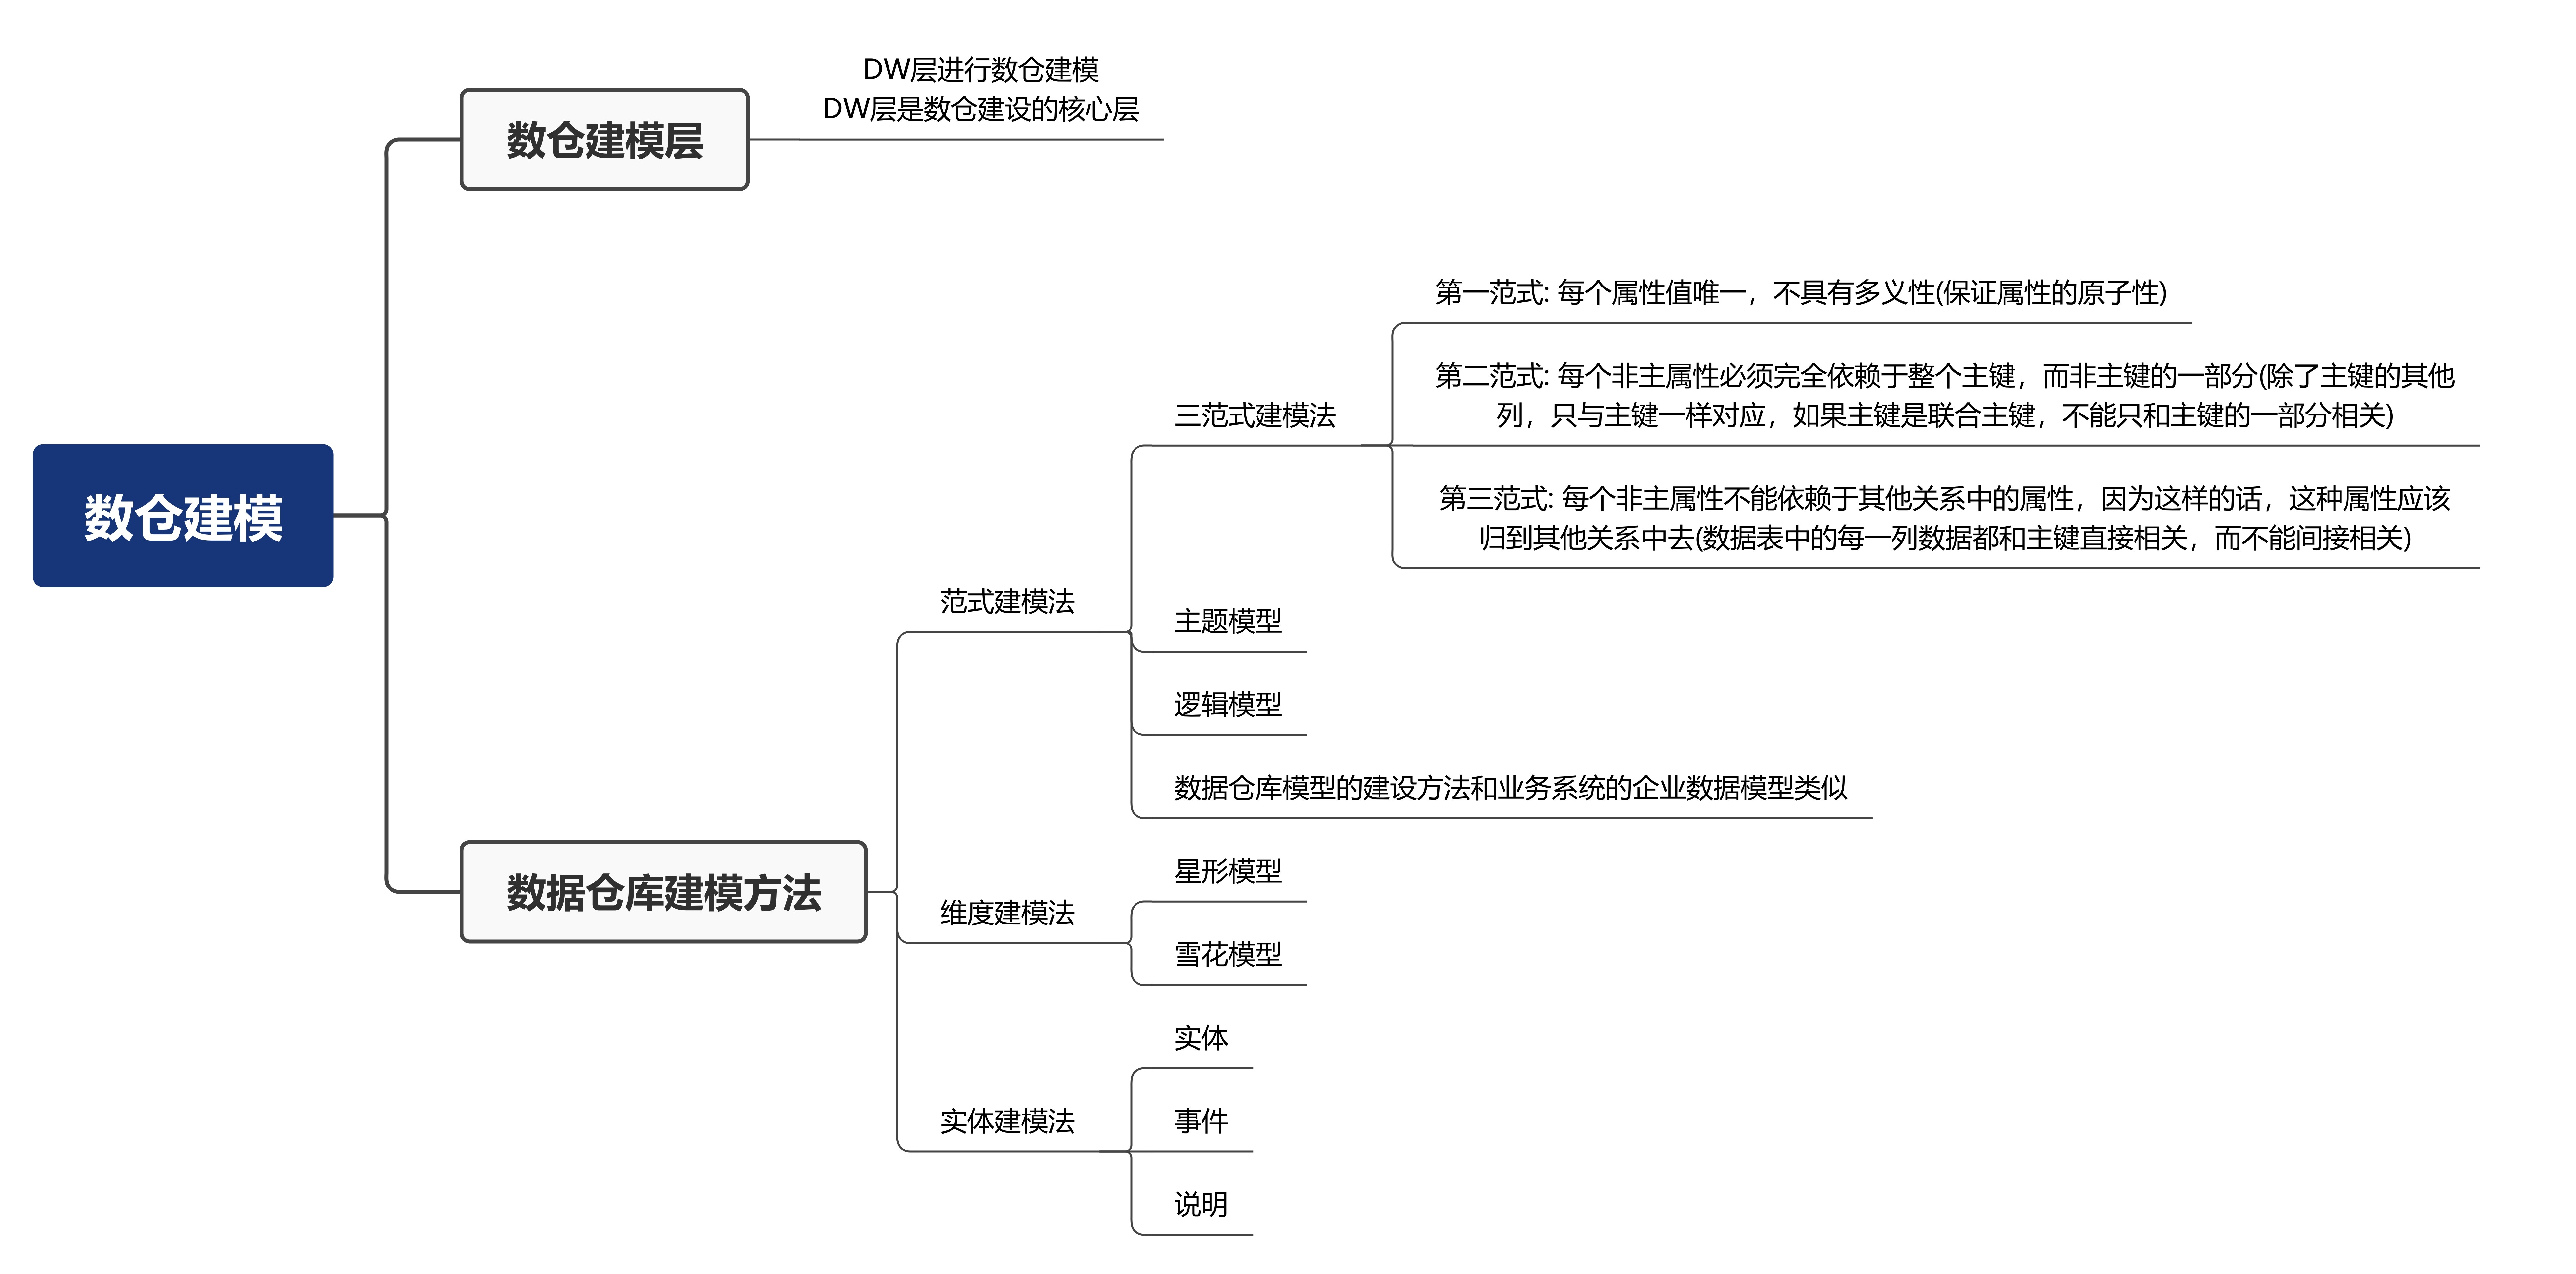 DW层进行数仓建模
DW层是数仓建设的核心层
数仓建模层
第一范式: 每个属性值唯一，不具有多义性(保证属性的原子性)
第二范式: 每个非主属性必须完全依赖于整个主键，而非主键的一部分(除了主键的其他
列，只与主键一样对应，如果主键是联合主键，不能只和主键的一部分相关)
三范式建模法
第三范式: 每个非主属性不能依赖于其他关系中的属性，因为这样的话，这种属性应该
归到其他关系中去(数据表中的每一列数据都和主键直接相关，而不能间接相关)
数仓建模
范式建模法
主题模型
逻辑模型
数据仓库模型的建设方法和业务系统的企业数据模型类似
数据仓库建模方法
星形模型
维度建模法
雪花模型
实体
实体建模法
事件
说明